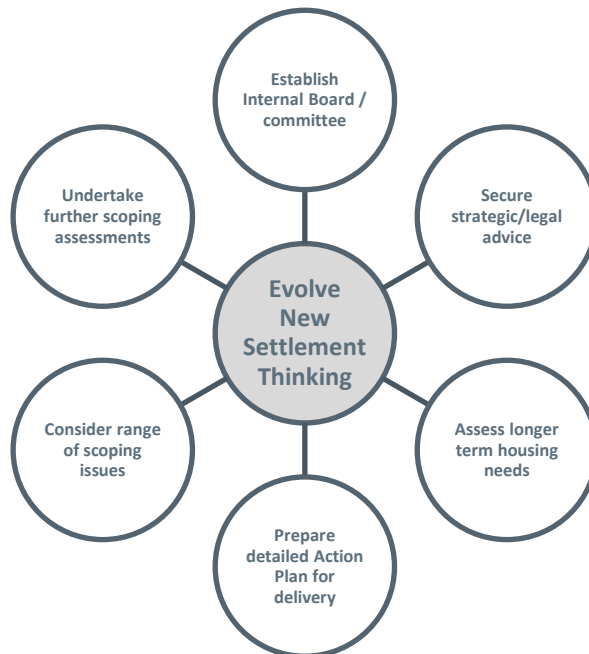 Establish
Internal Board /
committee
Undertake
further scoping
assessments
Secure
strategic/legal
advice
Evolve
New
Settlement
Thinking
Consider range
of scoping
issues
Assess longer
term housing
needs
Prepare
detailed Action
Plan for
delivery